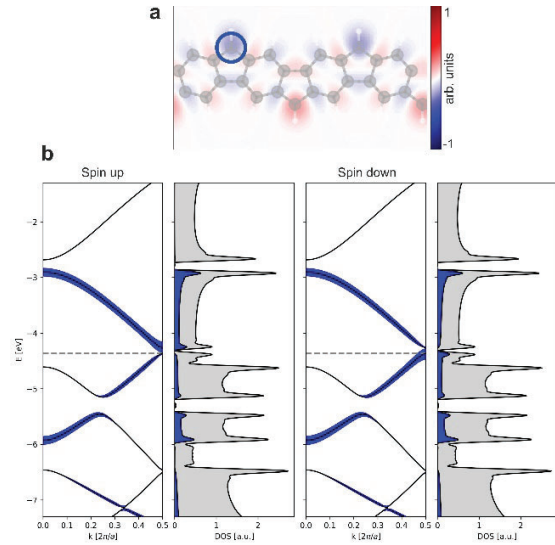 a
1
arb. units
-1
b
Spin up
Spin down
E [eV]
−2
−3
−4
−5
−6
−7
0.0 0.1 0.2 0.3 0.4 0.5
k [2π/a]
0 1 2
DOS [a.u.]
0.0 0.1 0.2 0.3 0.4 0.5
k [2π/a]
0 1 2
DOS [a.u.]